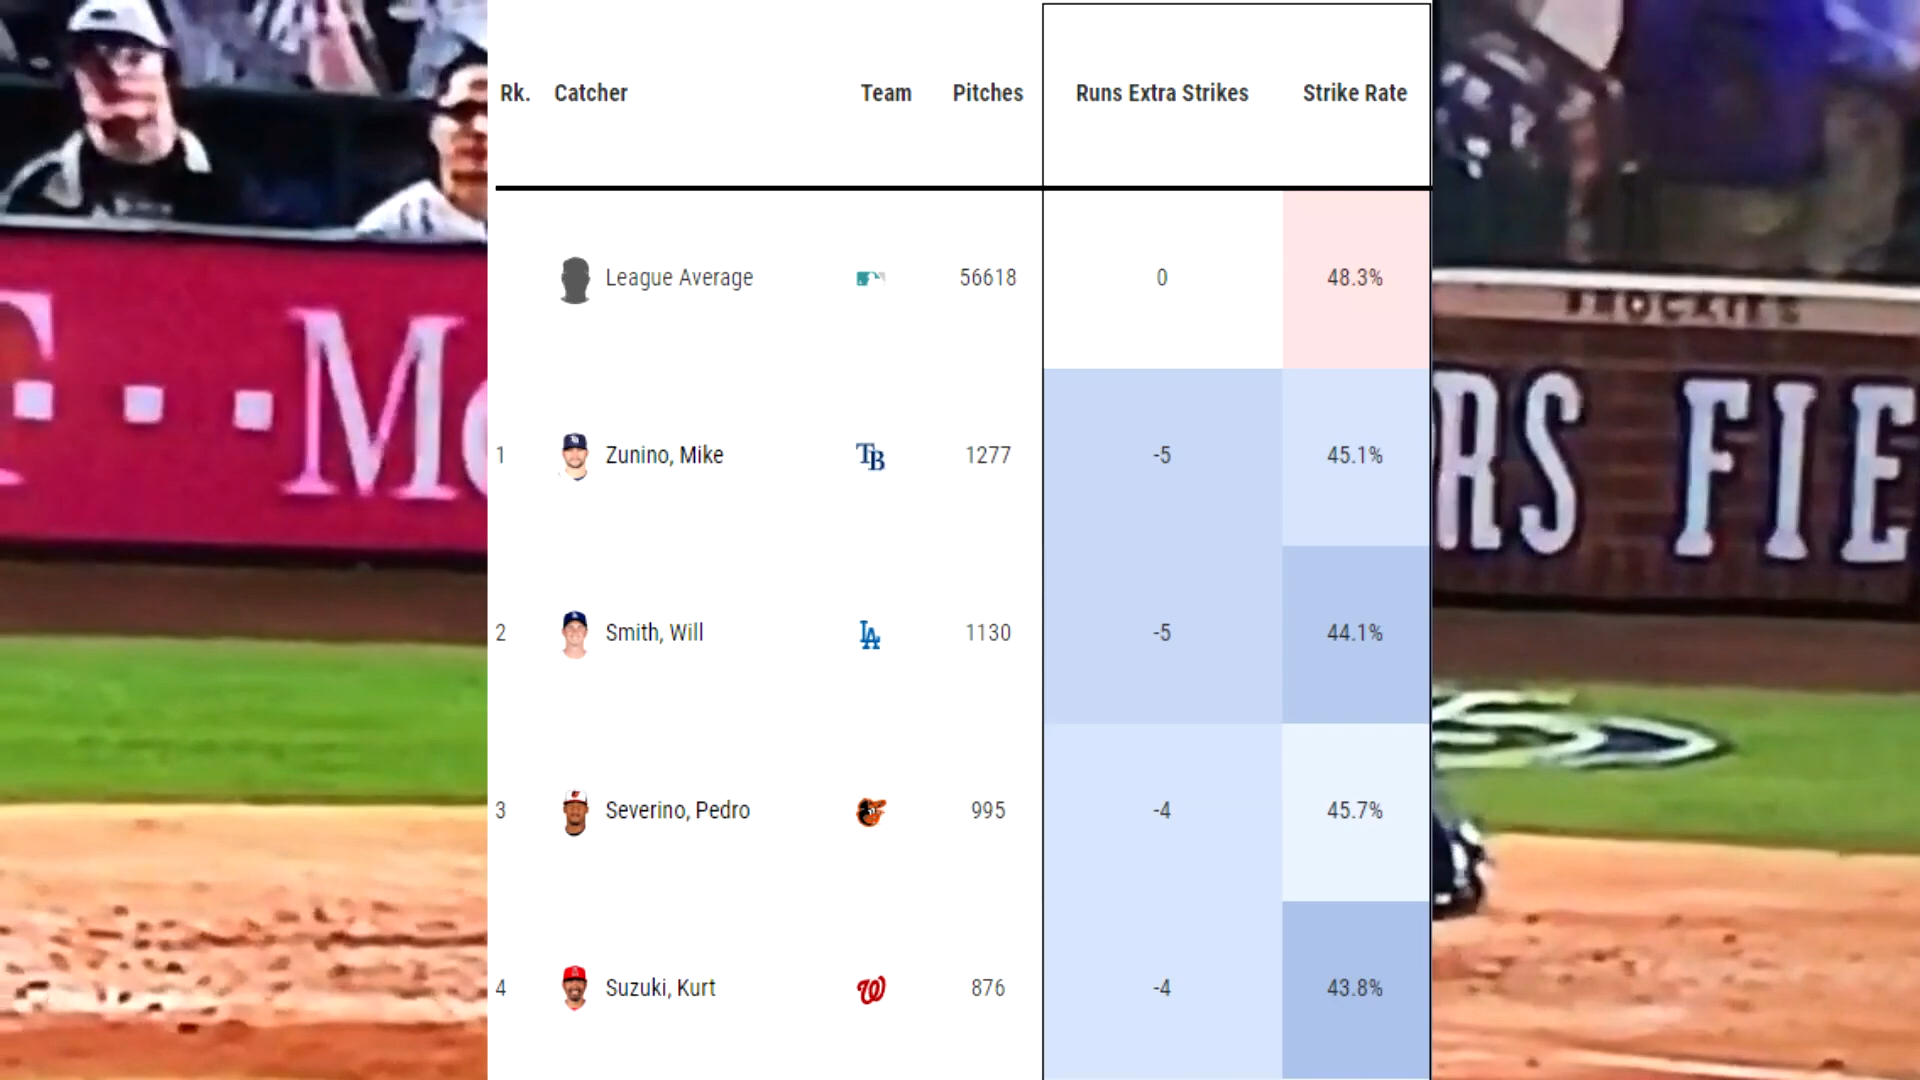 Rk. Catcher Team Pitches Runs Extra Strikes Strike Rate
League Average 56618 0 48.3%
1 Zunino, Mike TB 1277 -5 45.1%
2 Smith, Will LA 1130 -5 44.1%
3 Severino, Pedro 995 -4 45.7%
4 Suzuki, Kurt W 876 -4 43.8%
T··Mo
RS FIE